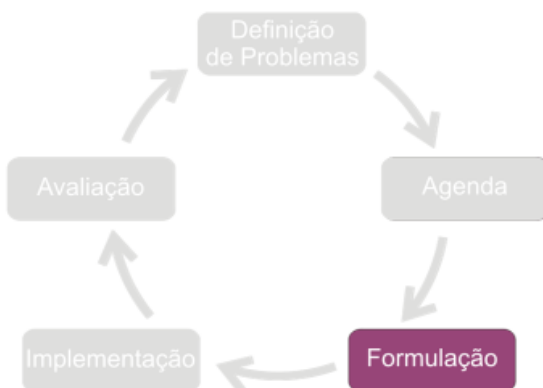 Definição
de Problemas
Agenda
Formulação
Implementação
Avaliação